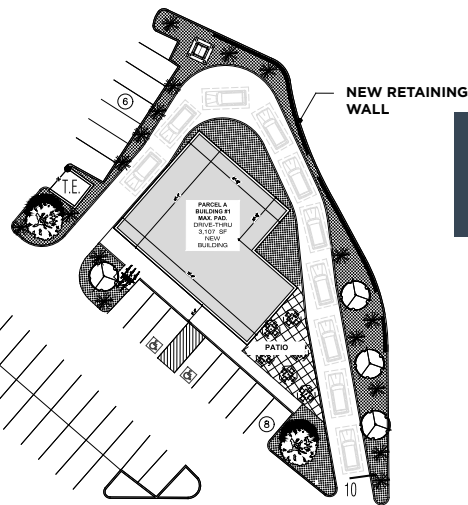 NEW RETAINING
WALL
6
T.E.
PARCEL A
BUILDING #1
MAX. PAD.
DRIVE-THRU
3,107 SF
NEW
BUILDING
PATIO
8
10